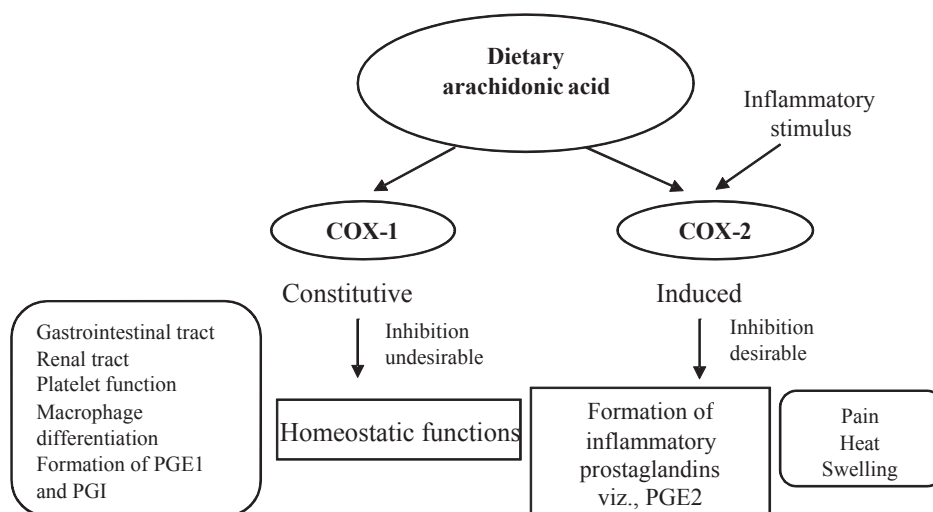 Dietary
arachidonic acid
Inflammatory
stimulus
COX-1
COX-2
Constitutive
Induced
Inhibition
undesirable
Inhibition
desirable
Gastrointestinal tract
Renal tract
Platelet function
Macrophage
differentiation
Formation of PGE1
and PGI
Homeostatic functions
Formation of
inflammatory
prostaglandins
viz., PGE2
Pain
Heat
Swelling